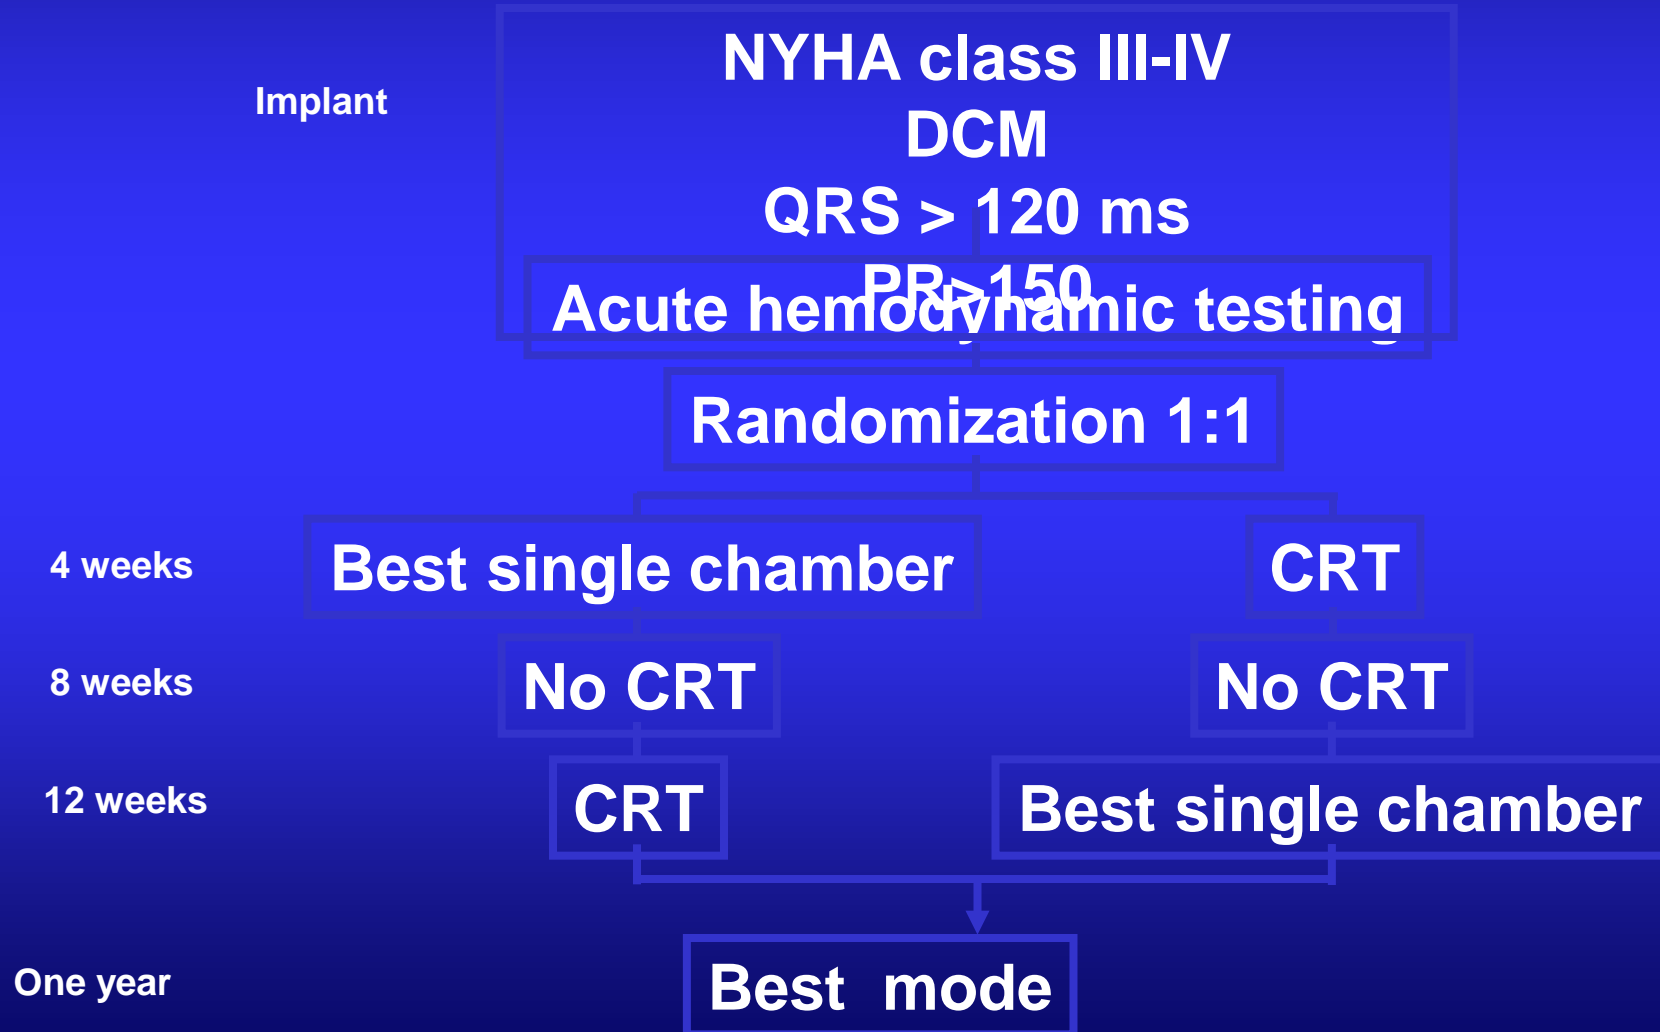 Implant
NYHA class III-IV
DCM
QRS > 120 ms
PR>150
Acute hemodynamic testing
Randomization 1:1
4 weeks
Best single chamber
CRT
8 weeks
No CRT
No CRT
12 weeks
CRT
Best single chamber
One year
Best mode